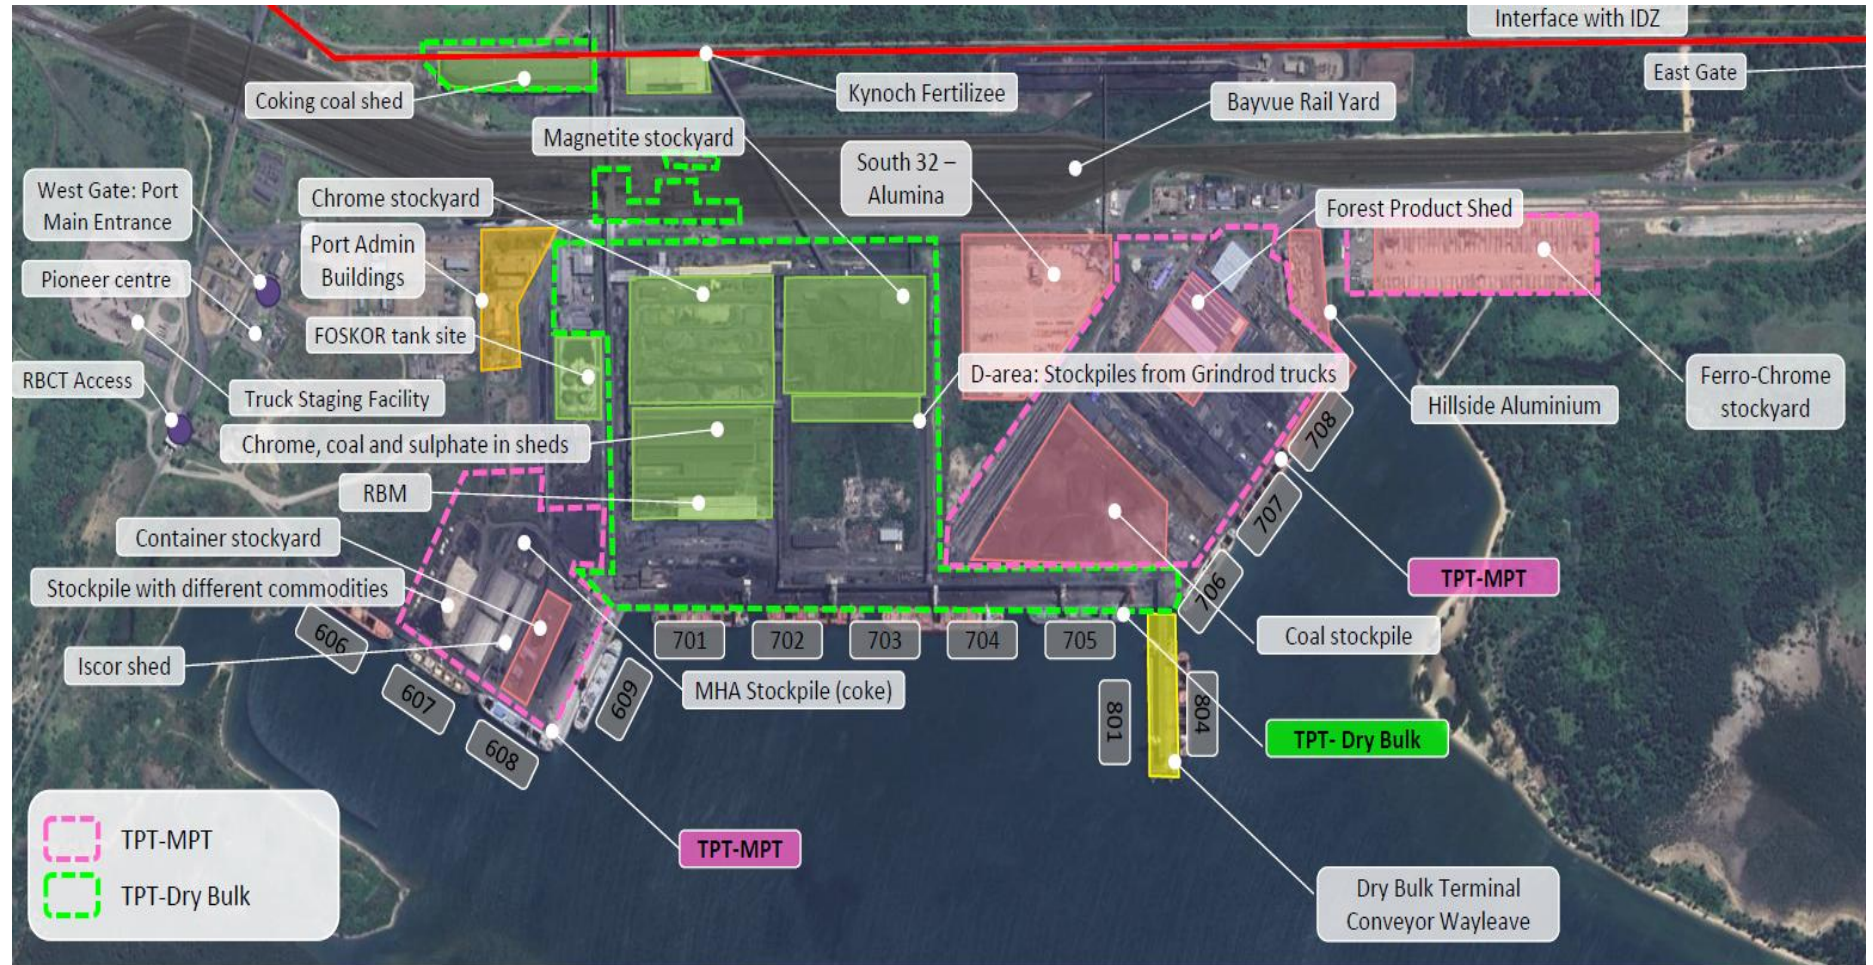 Interface with IDZ
East Gate
Coking coal shed
Kynoch Fertilizee
Bayvue Rail Yard
Magnetite stockyard
South 32 –
Alumina
West Gate: Port
Main Entrance
Chrome stockyard
Forest Product Shed
Port Admin
Buildings
Pioneer centre
FOSKOR tank site
RBCT Access
Truck Staging Facility
D-area: Stockpiles from Grindrod trucks
Hillside Aluminium
Ferro-Chrome
stockyard
Chrome, coal and sulphate in sheds
RBM
Container stockyard
Stockpile with different commodities
Iscor shed
MHA Stockpile (coke)
606
607
608
609
701
702
703
704
705
706
707
708
801
804
TPT-MPT
Coal stockpile
TPT- Dry Bulk
TPT-MPT
Dry Bulk Terminal
Conveyor Wayleave
TPT-MPT
TPT-Dry Bulk